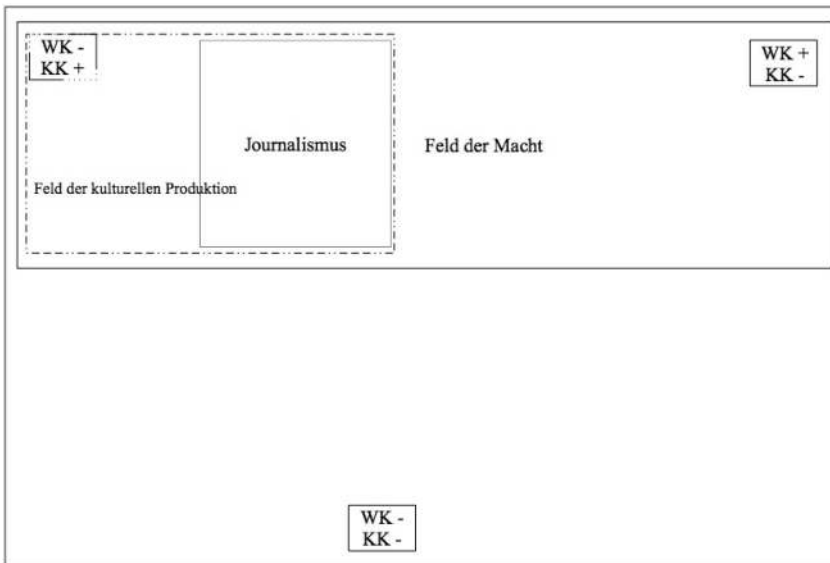 WK -
KK +
WK +
KK -
Journalismus
Feld der Macht
Feld der kulturellen Produktion
WK -
KK -